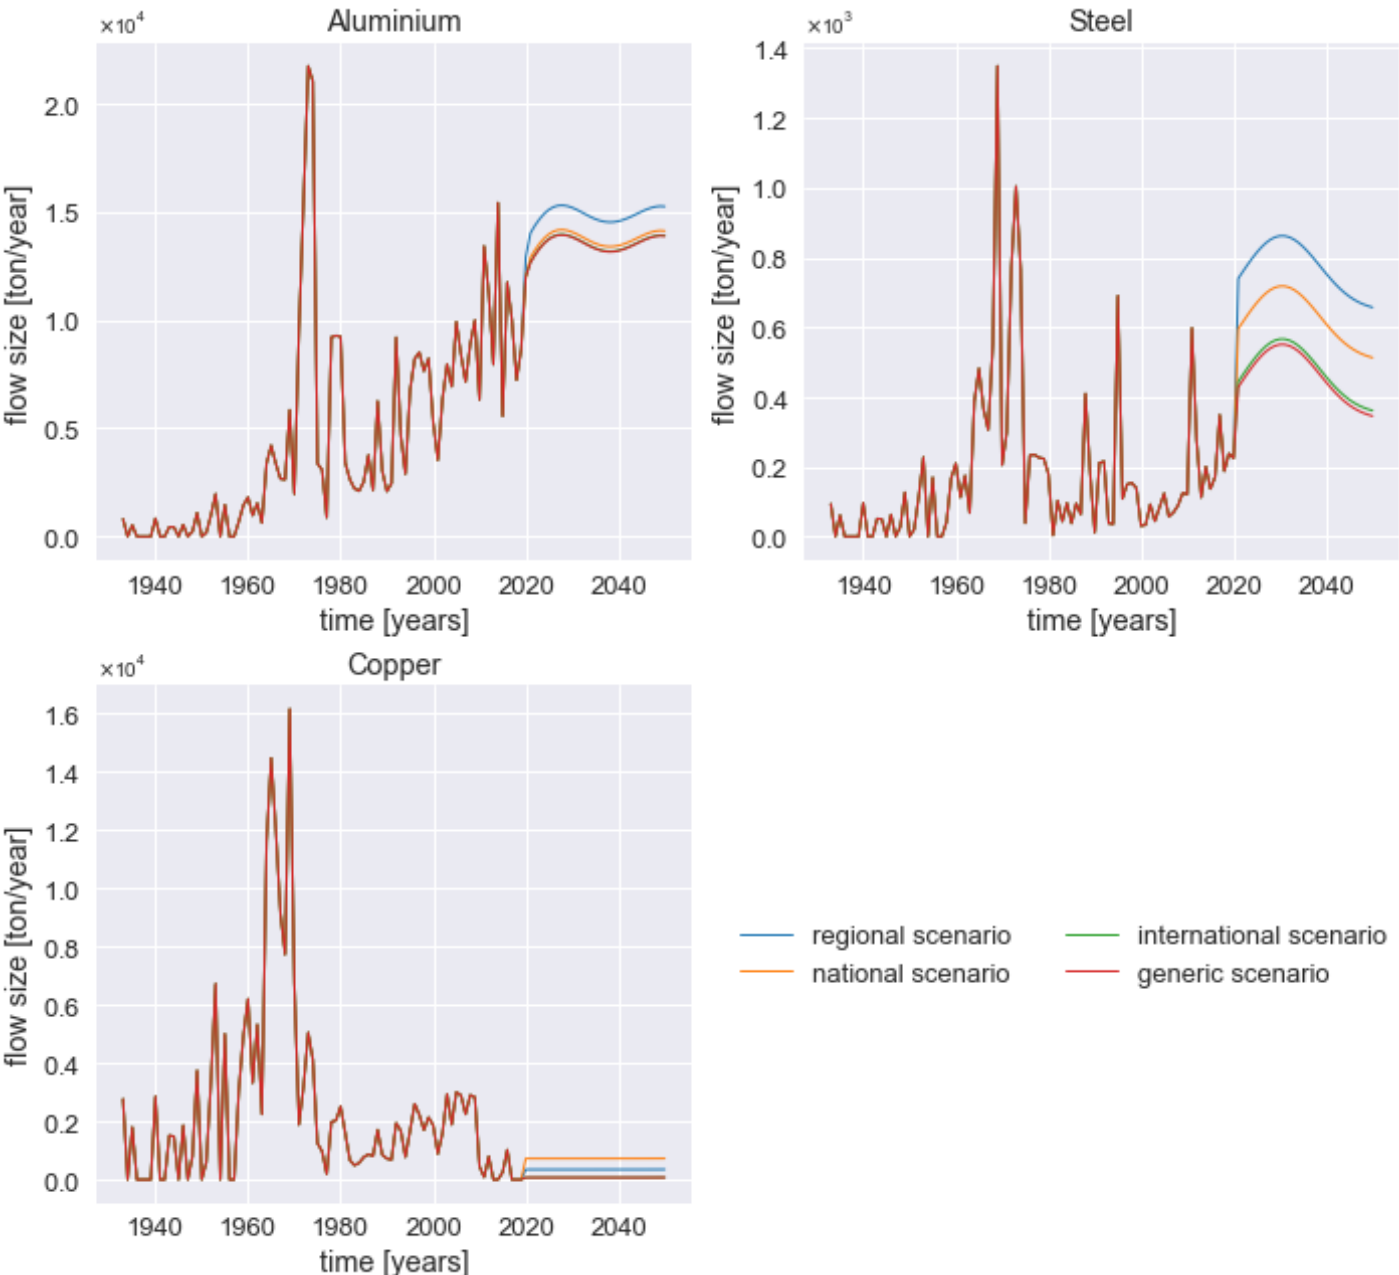 ×10⁴
Aluminium
flow size [ton/year]
2.0
1.5
1.0
0.5
0.0
1940 1960 1980 2000 2020 2040
time [years]
×10³
Steel
flow size [ton/year]
1.4
1.2
1.0
0.8
0.6
0.4
0.2
0.0
1940 1960 1980 2000 2020 2040
time [years]
×10⁴
Copper
flow size [ton/year]
1.6
1.4
1.2
1.0
0.8
0.6
0.4
0.2
0.0
1940 1960 1980 2000 2020 2040
time [years]
regional scenario
national scenario
international scenario
generic scenario